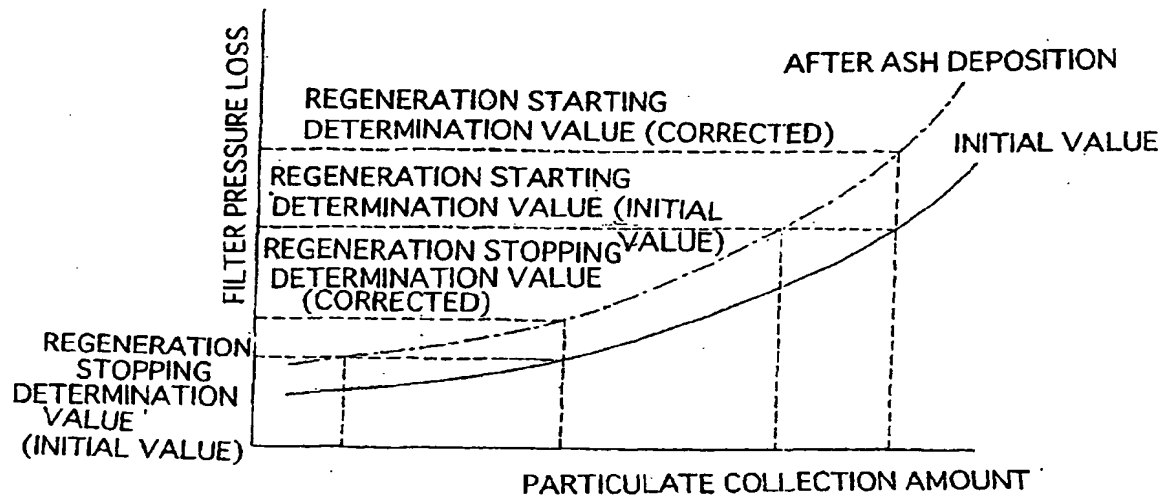 FILTER PRESSURE LOSS
AFTER ASH DEPOSITION
REGENERATION STARTING
DETERMINATION VALUE (CORRECTED)
INITIAL VALUE
REGENERATION STARTING
DETERMINATION VALUE (INITIAL
VALUE)
REGENERATION STOPPING
DETERMINATION VALUE
(CORRECTED)
REGENERATION
STOPPING
DETERMINATION
VALUE
(INITIAL VALUE)
PARTICULATE COLLECTION AMOUNT